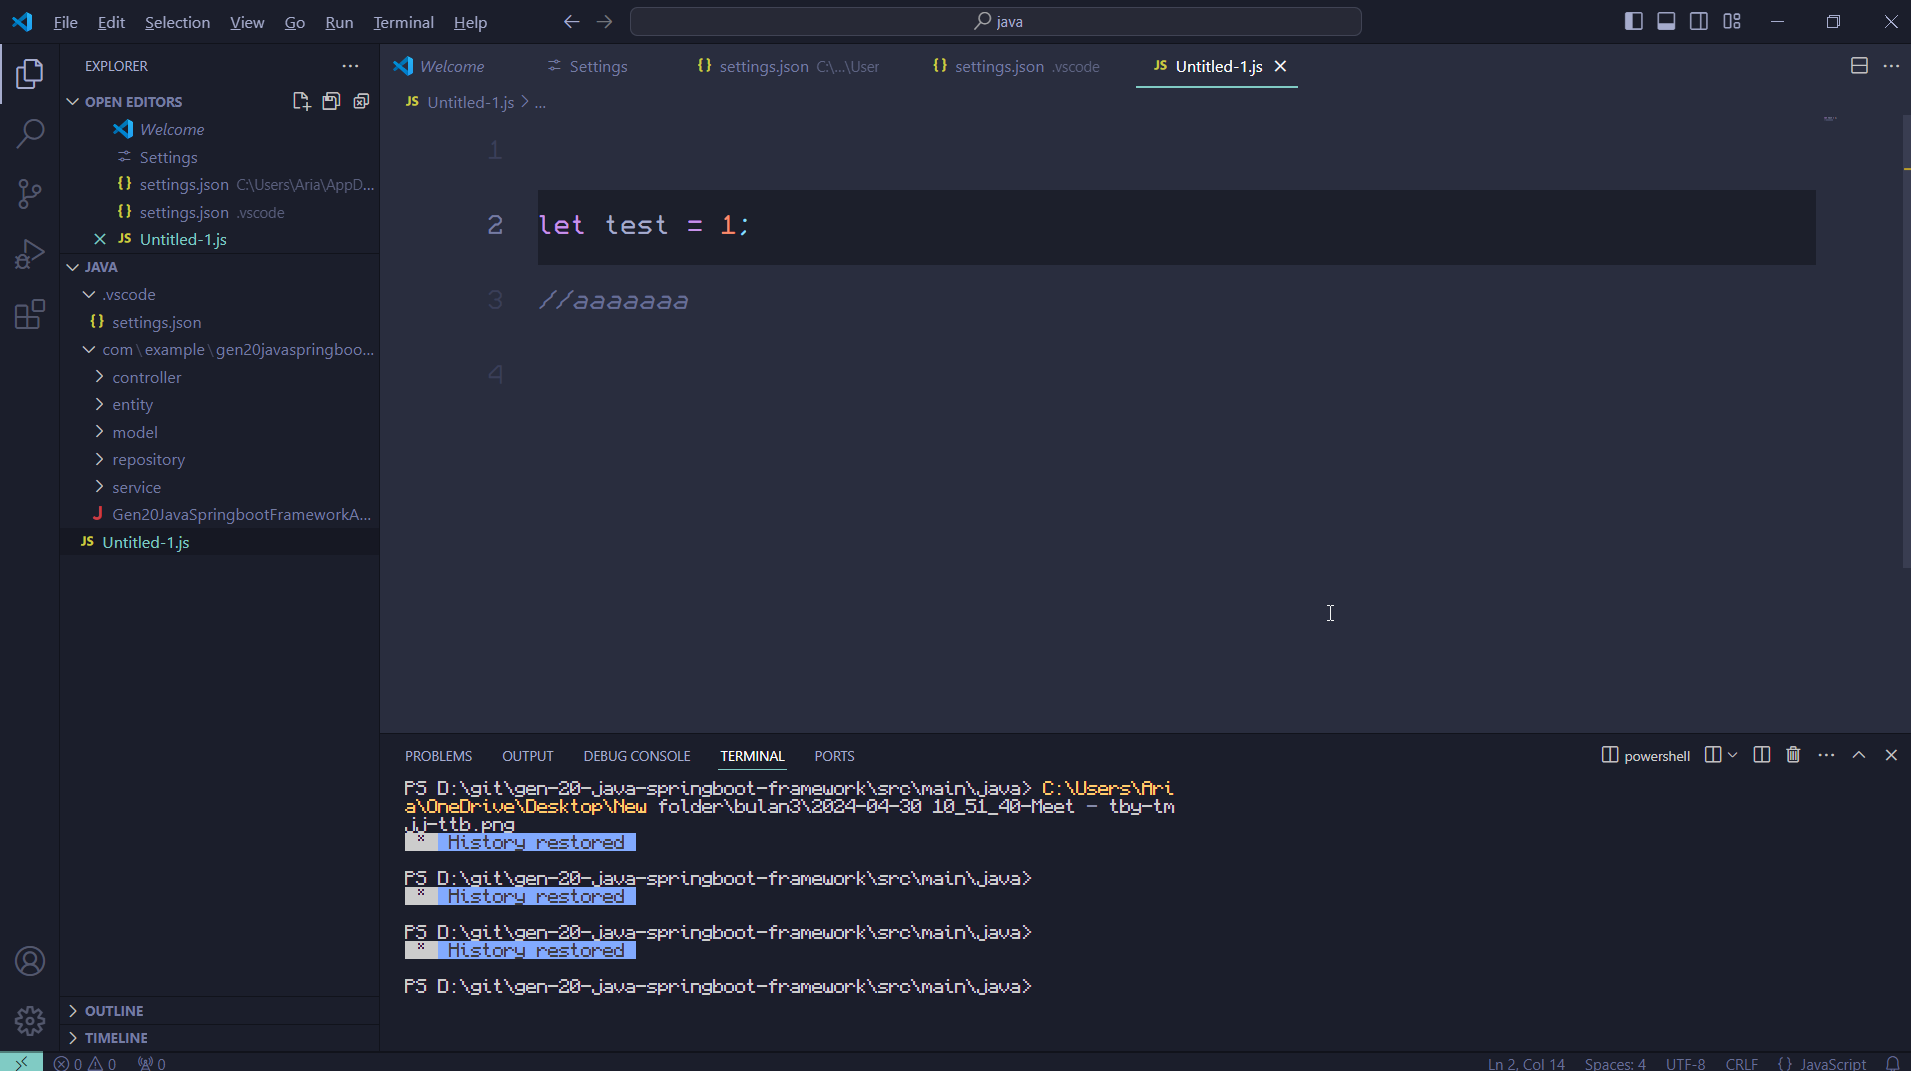 File Edit Selection View Go Run Terminal Help
java
EXPLORER
OPEN EDITORS
Welcome
Settings
settings.json C:\Users\Aria\AppD...
settings.json .vscode
Untitled-1.js
JAVA
.vscode
settings.json
com\example\gen20javaspringboo...
controller
entity
model
repository
service
Gen20JavaSpringbootFrameworkA...
Untitled-1.js
OUTLINE
TIMELINE
Welcome Settings settings.json C:\...\User settings.json .vscode Untitled-1.js
Untitled-1.js > ...
1
2 let test = 1;
3 //aaaaaaa
4
PROBLEMS OUTPUT DEBUG CONSOLE TERMINAL PORTS
powershell
PS D:\git\gen-20-java-springboot-framework\src\main\java> C:\Users\Ari
a\OneDrive\Desktop\New folder\bulan3\2024-04-30 10_51_40-Meet - tby-tm
jj-ttb.png
* History restored
PS D:\git\gen-20-java-springboot-framework\src\main\java>
* History restored
PS D:\git\gen-20-java-springboot-framework\src\main\java>
* History restored
PS D:\git\gen-20-java-springboot-framework\src\main\java>
0 0 0
Ln 2, Col 14 Spaces: 4 UTF-8 CRLF {} JavaScript